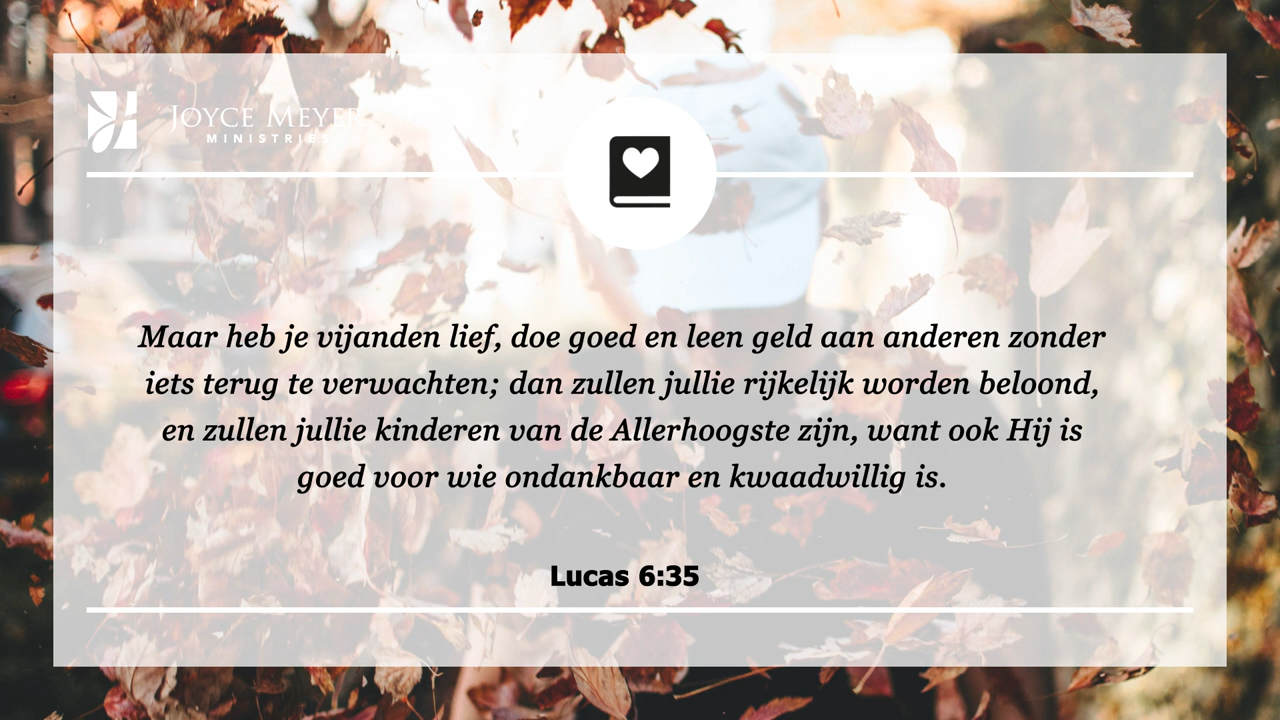 JOYCE MEYER
MINISTRIES
Maar heb je vijanden lief, doe goed en leen geld aan anderen zonder
iets terug te verwachten; dan zullen jullie rijkelijk worden beloond,
en zullen jullie kinderen van de Allerhoogste zijn, want ook Hij is
goed voor wie ondankbaar en kwaadwillig is.
Lucas 6:35